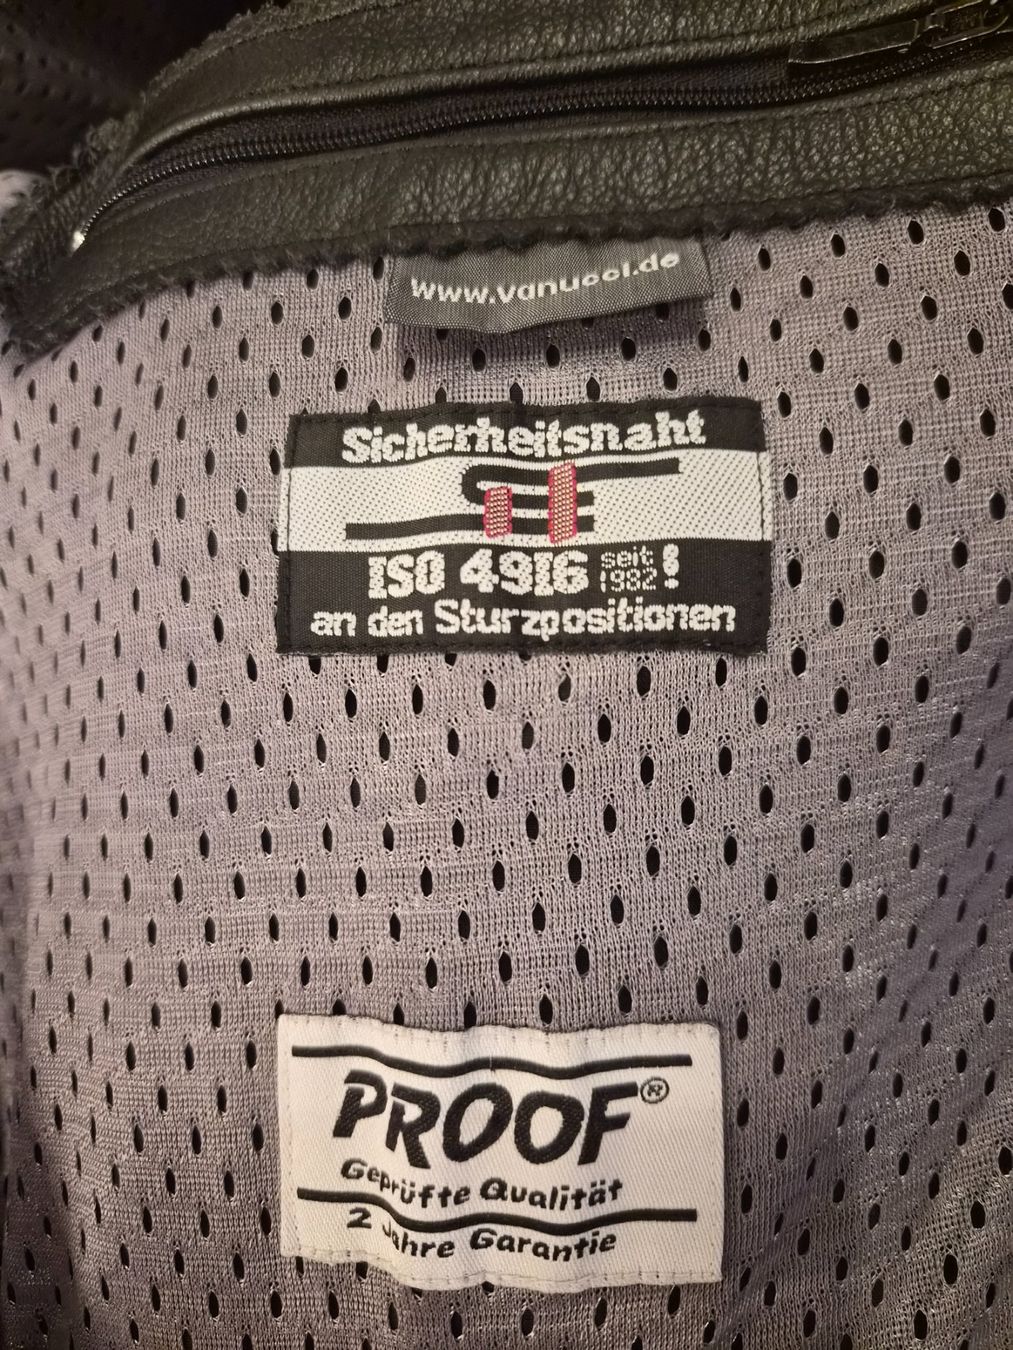 www.vanucci.de
Sicherheitsnaht
ISO 4916 seit 1982!
an den Sturzpositionen
PROOF®
Geprüfte Qualität
2 Jahre Garantie